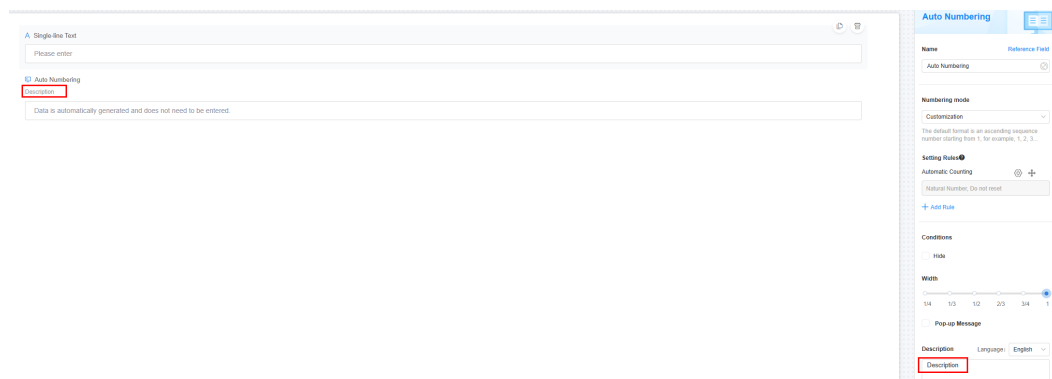 A Single-line Text
Please enter
Auto Numbering
Description
Data is automatically generated and does not need to be entered.
Auto Numbering
Name Reference Field
Auto Numbering
Numbering mode
Customization
The default format is an ascending sequence
number starting from 1, for example, 1, 2, 3...
Setting Rules
Automatic Counting
Natural Number, Do not reset
+ Add Rule
Conditions
Hide
Width
1/4 1/3 1/2 2/3 3/4 1
Pop-up Message
Description Language: English
Description